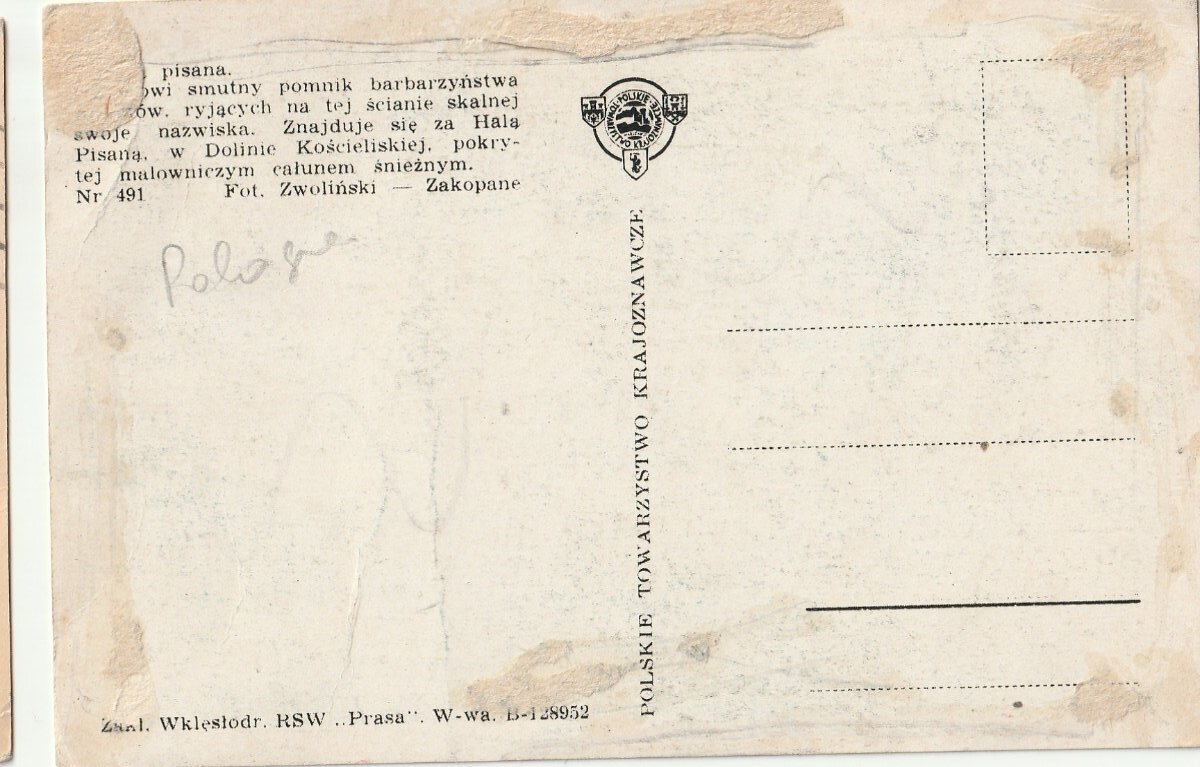 pisana.
smutny pomnik barbarzyństwa
ryjących na tej ścianie skalnej
swoje nazwiska. Znajduje się za Halą
Pisaną, w Dolinie Kościeliskiej, pokry-
tej malowniczym całunem śnieżnym.
Nr 491 Fot. Zwoliński — Zakopane
POLSKIE TOWARZYSTWO KRAJOZNAWCZE
Zakł. Wklęsłodr. RSW „Prasa". W-wa. B-128952